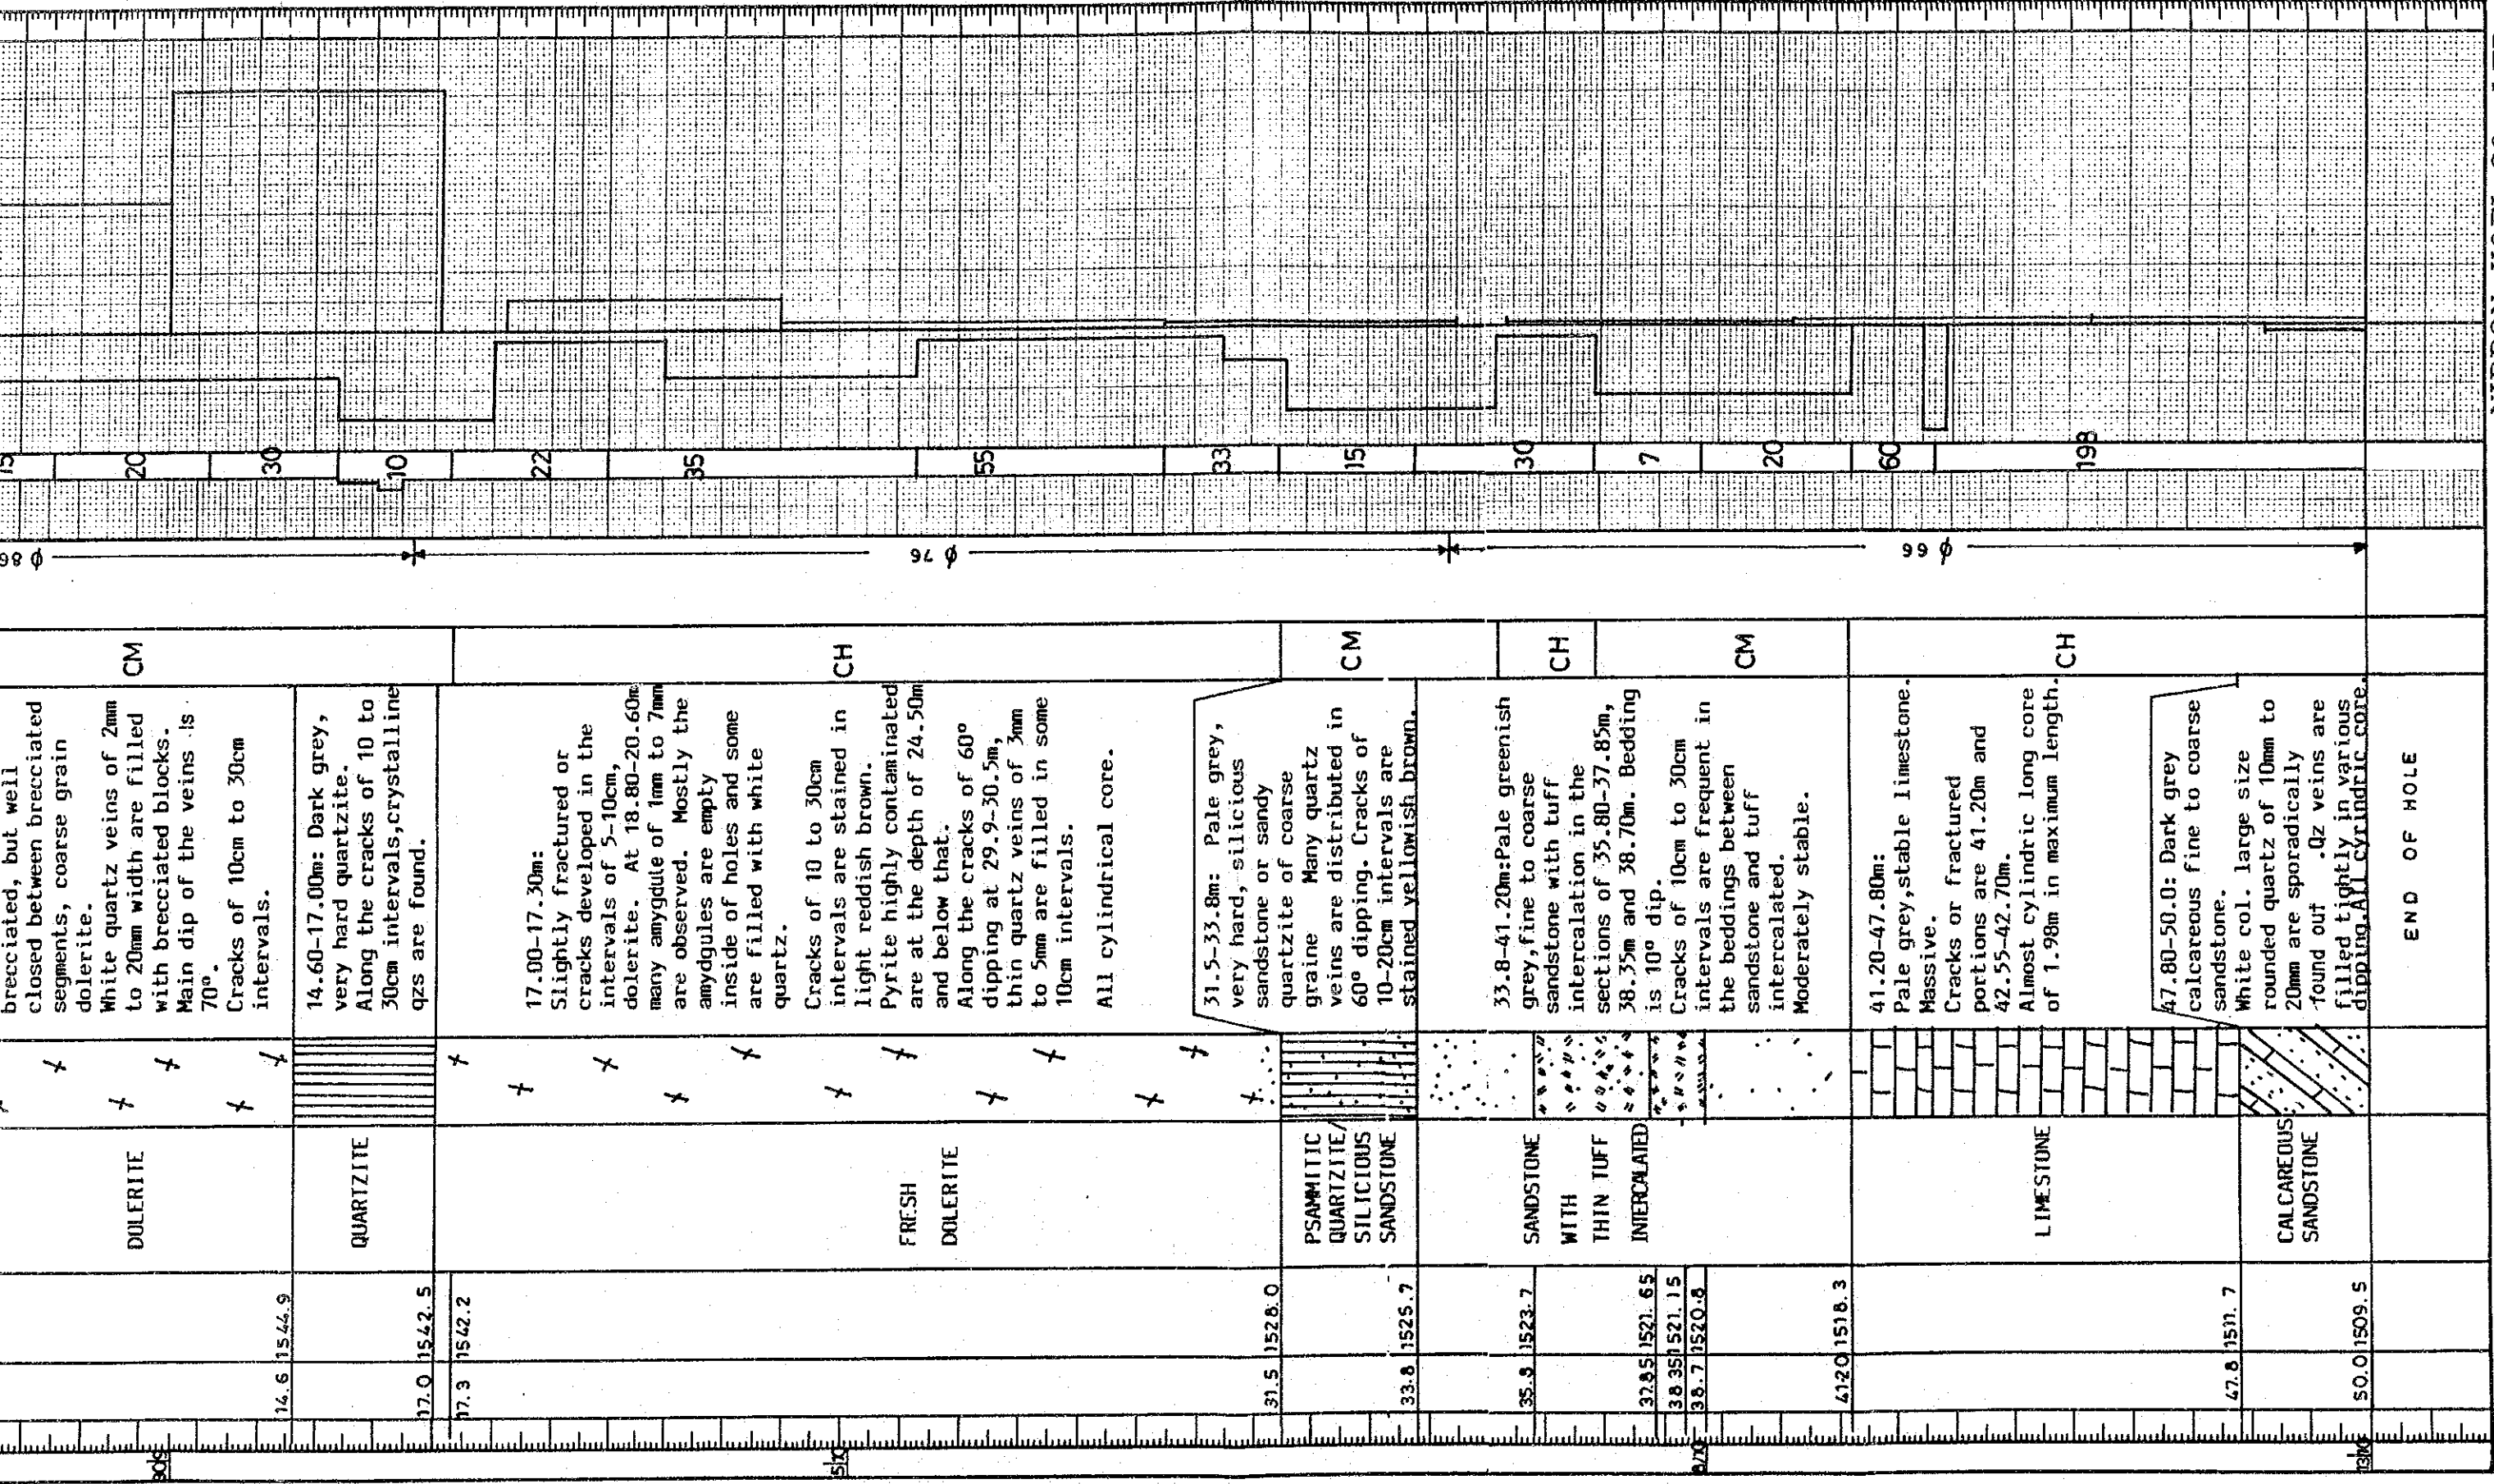 14.6 1544.9
17.0 1542.5
17.3 1542.2
31.5 1528.0
33.8 1525.7
35.8 1523.7
37.85 1521.65
38.35 1521.15
38.7 1520.8
41.20 1518.3
47.8 1511.7
50.0 1509.5
DOLERITE
QUARTZITE
FRESH
DOLERITE
PSAMMITIC
QUARTZITE/
SILICIOUS
SANDSTONE
SANDSTONE
WITH
THIN TUFF
INTERCALATED
LIMESTONE
CALCAREOUS
SANDSTONE
brecciated, but well
closed between brecciated
segments, coarse grain
dolerite.
White quartz veins of 2mm
to 20mm width are filled
with brecciated blocks.
Main dip of the veins is
70°.
Cracks of 10cm to 30cm
intervals.
14.60-17.00m: Dark grey,
very hard quartzite.
Along the cracks of 10 to
30cm intervals,crystalline
qzs are found.
17.00-17.30m:
Slightly fractured or
cracks developed in the
intervals of 5-10cm,
dolerite. At 18.80-20.60m
many amygdule of 1mm to 7mm
are observed. Mostly the
amydgules are empty
inside of holes and some
are filled with white
quartz.
Cracks of 10 to 30cm
intervals are stained in
light reddish brown.
Pyrite highly contaminated
are at the depth of 24.50m
and below that.
Along the cracks of 60°
dipping at 29.9-30.5m,
thin quartz veins of 3mm
to 5mm are filled in some
10cm intervals.
All cylindrical core.
31.5-33.8m: Pale grey,
very hard, silicious
sandstone or sandy
quartzite of coarse
graine Many quartz
veins are distributed in
60° dipping. Cracks of
10-20cm intervals are
stained yellowish brown.
33.8-41.20m:Pale greenish
grey,fine to coarse
sandstone with tuff
intercalation in the
sections of 35.80-37.85m,
38.35m and 38.70m. Bedding
is 10° dip.
Cracks of 10cm to 30cm
intervals are frequent in
the beddings between
sandstone and tuff
intercalated.
Moderately stable.
41.20-47.80m:
Pale grey,stable limestone.
Massive.
Cracks or fractured
portions are 41.20m and
42.55-42.70m.
Almost cylindric long core
of 1.98m in maximum length.
47.80-50.0: Dark grey
calcareous fine to coarse
sandstone.
White col. large size
rounded quartz of 10mm to
20mm are sporadically
found out .Qz veins are
filled tightly in various
dipping.All cyrindric core.
END OF HOLE
CM
CH
CM
CH
CM
CH
φ 86
φ 76
φ 66
15
20
30
10
22
35
55
33
15
30
7
20
60
198